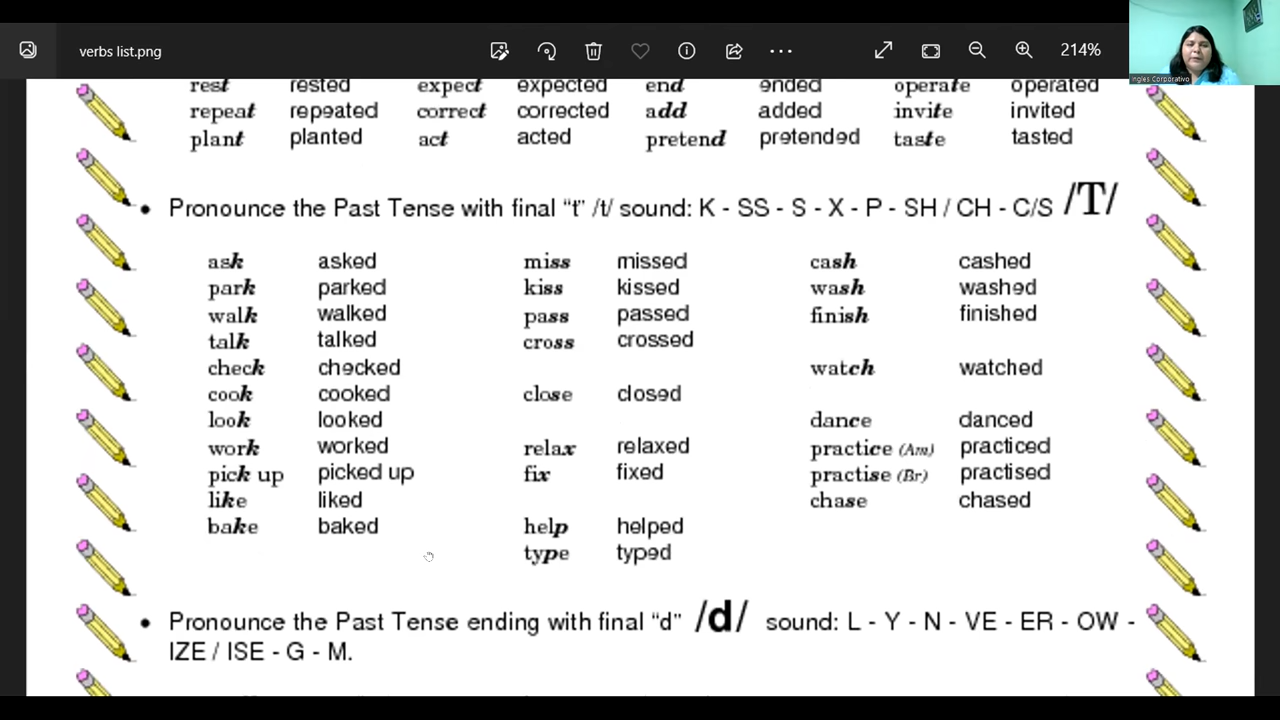 verbs list.png
214%
Ingles Corporativo
rest rested expect expected end ended operate operated
repeat repeated correct corrected add added invite invited
plant planted act acted pretend pretended taste tasted
• Pronounce the Past Tense with final “t” /t/ sound: K - SS - S - X - P - SH / CH - C/S /T/
ask asked miss missed cash cashed
park parked kiss kissed wash washed
walk walked pass passed finish finished
talk talked cross crossed
check checked watch watched
cook cooked close closed
look looked dance danced
work worked relax relaxed practice (Am) practiced
pick up picked up fix fixed practise (Br) practised
like liked chase chased
bake baked help helped
type typed
• Pronounce the Past Tense ending with final “d” /d/ sound: L - Y - N - VE - ER - OW -
IZE / ISE - G - M.